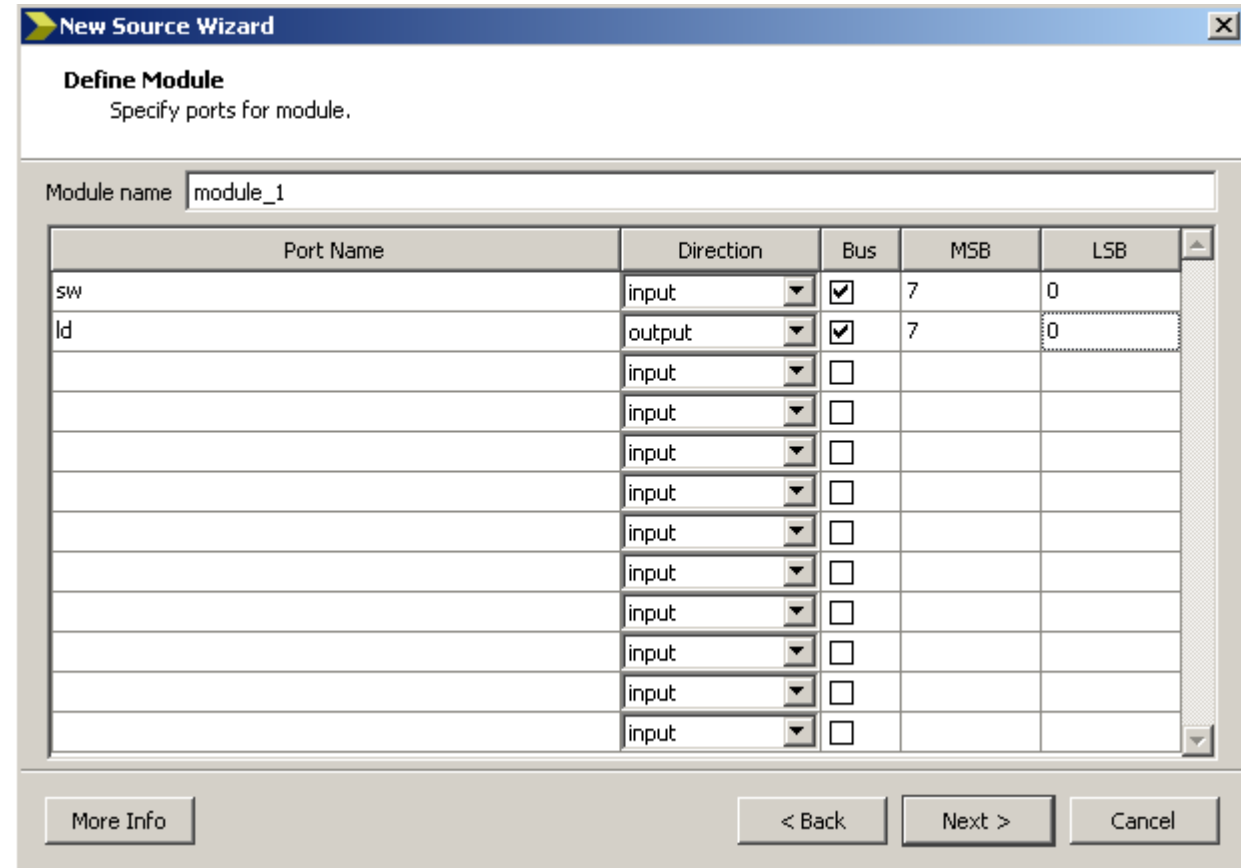 New Source Wizard
Define Module
Specify ports for module.
Module name module_1
Port Name Direction Bus MSB LSB
sw input 7 0
ld output 7 0
input
input
input
input
input
input
input
input
input
input
More Info < Back Next > Cancel